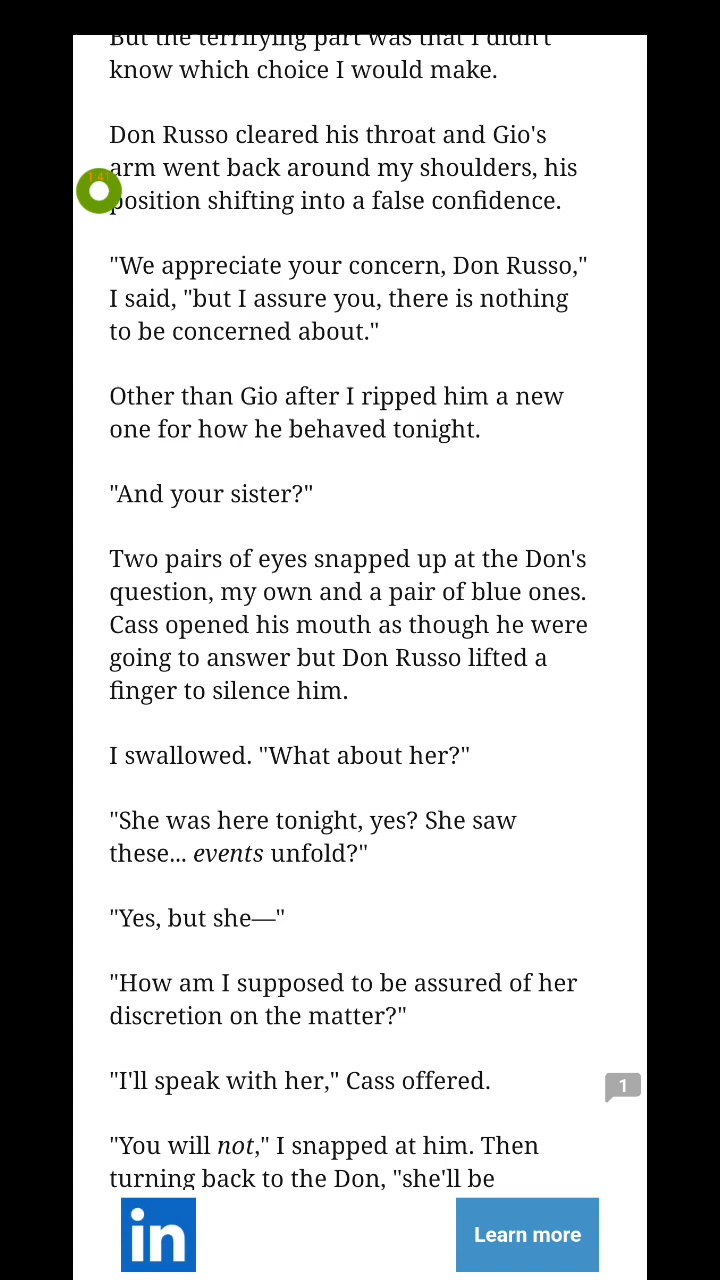 But the terrifying part was that I didn't
know which choice I would make.
Don Russo cleared his throat and Gio's
arm went back around my shoulders, his
position shifting into a false confidence.
"We appreciate your concern, Don Russo,"
I said, "but I assure you, there is nothing
to be concerned about."
Other than Gio after I ripped him a new
one for how he behaved tonight.
"And your sister?"
Two pairs of eyes snapped up at the Don's
question, my own and a pair of blue ones.
Cass opened his mouth as though he were
going to answer but Don Russo lifted a
finger to silence him.
I swallowed. "What about her?"
"She was here tonight, yes? She saw
these... events unfold?"
"Yes, but she—"
"How am I supposed to be assured of her
discretion on the matter?"
"I'll speak with her," Cass offered.
1
"You will not," I snapped at him. Then
turning back to the Don, "she'll be
in
Learn more